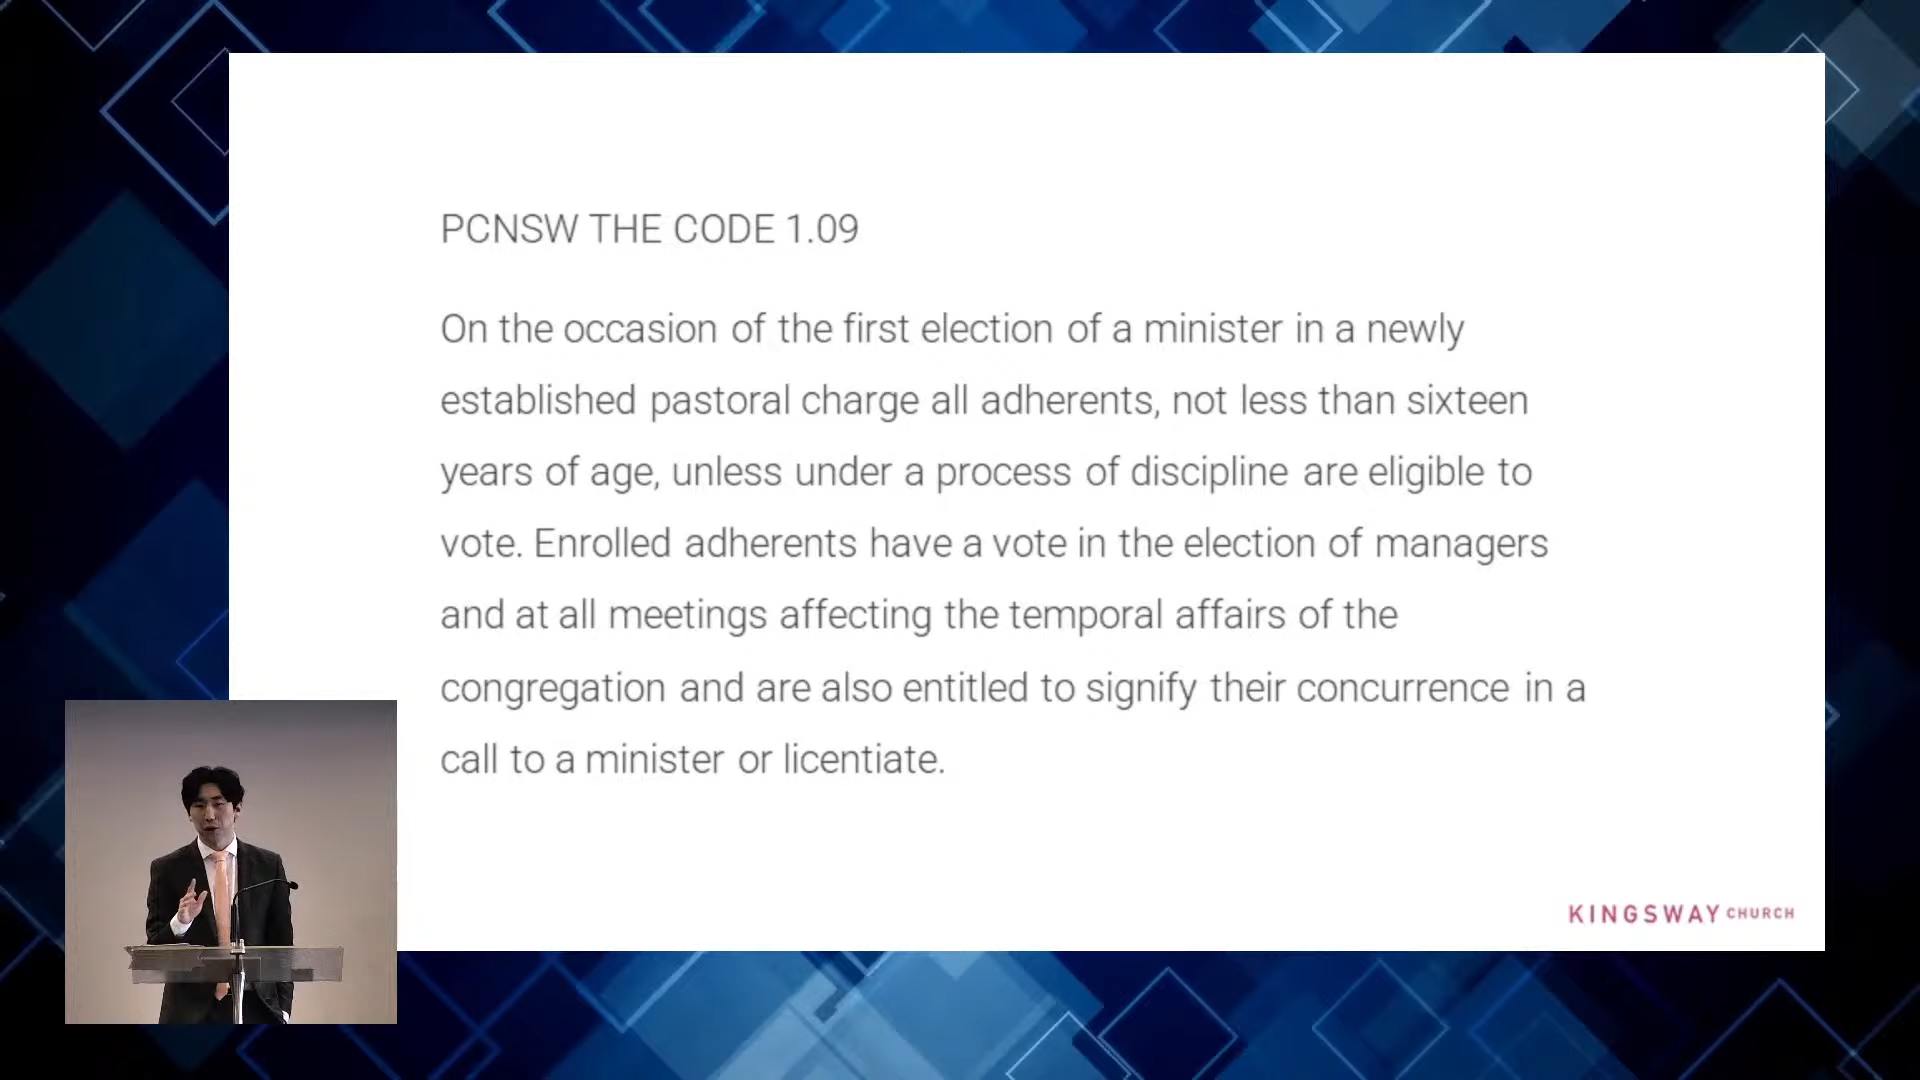 PCNSW THE CODE 1.09
On the occasion of the first election of a minister in a newly
established pastoral charge all adherents, not less than sixteen
years of age, unless under a process of discipline are eligible to
vote. Enrolled adherents have a vote in the election of managers
and at all meetings affecting the temporal affairs of the
congregation and are also entitled to signify their concurrence in a
call to a minister or licentiate.
KINGSWAY CHURCH